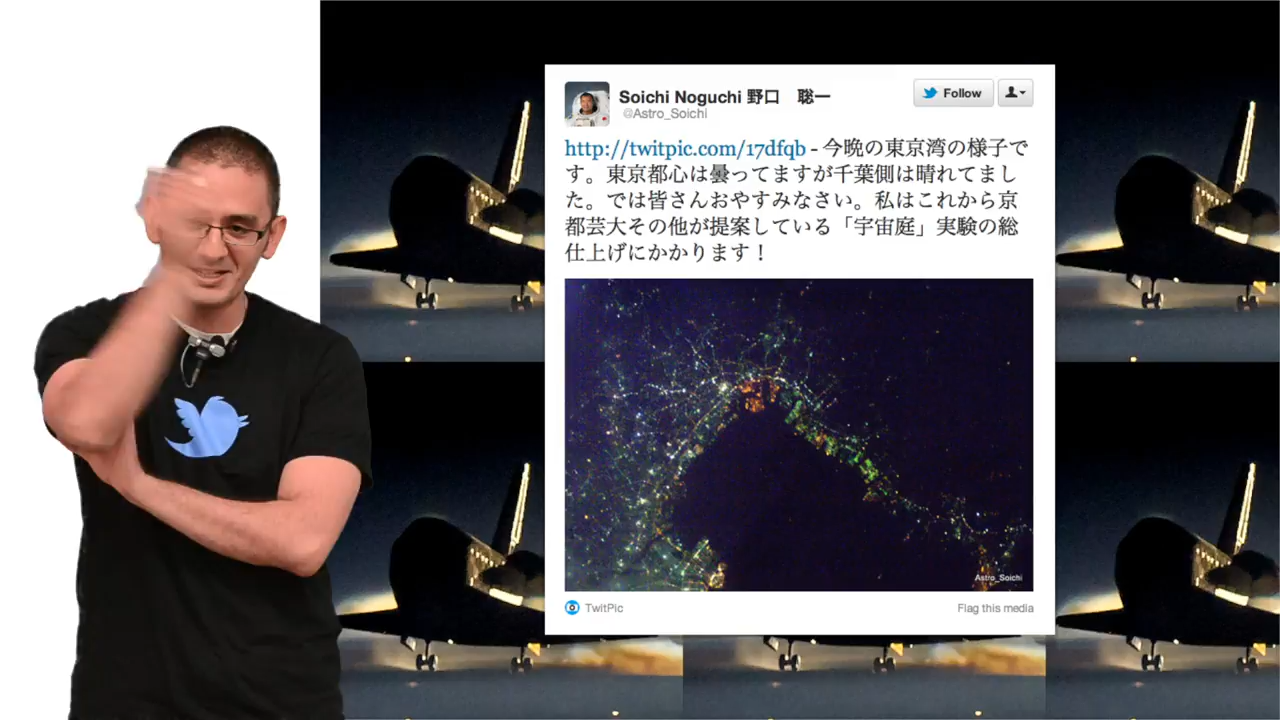 Soichi Noguchi 野口　聡一
@Astro_Soichi
Follow
http://twitpic.com/17dfqb - 今晩の東京湾の様子で
す。東京都心は曇ってますが千葉側は晴れてまし
た。では皆さんおやすみなさい。私はこれから京
都芸大その他が提案している「宇宙庭」実験の総
仕上げにかかります！
Astro_Soichi
TwitPic
Flag this media